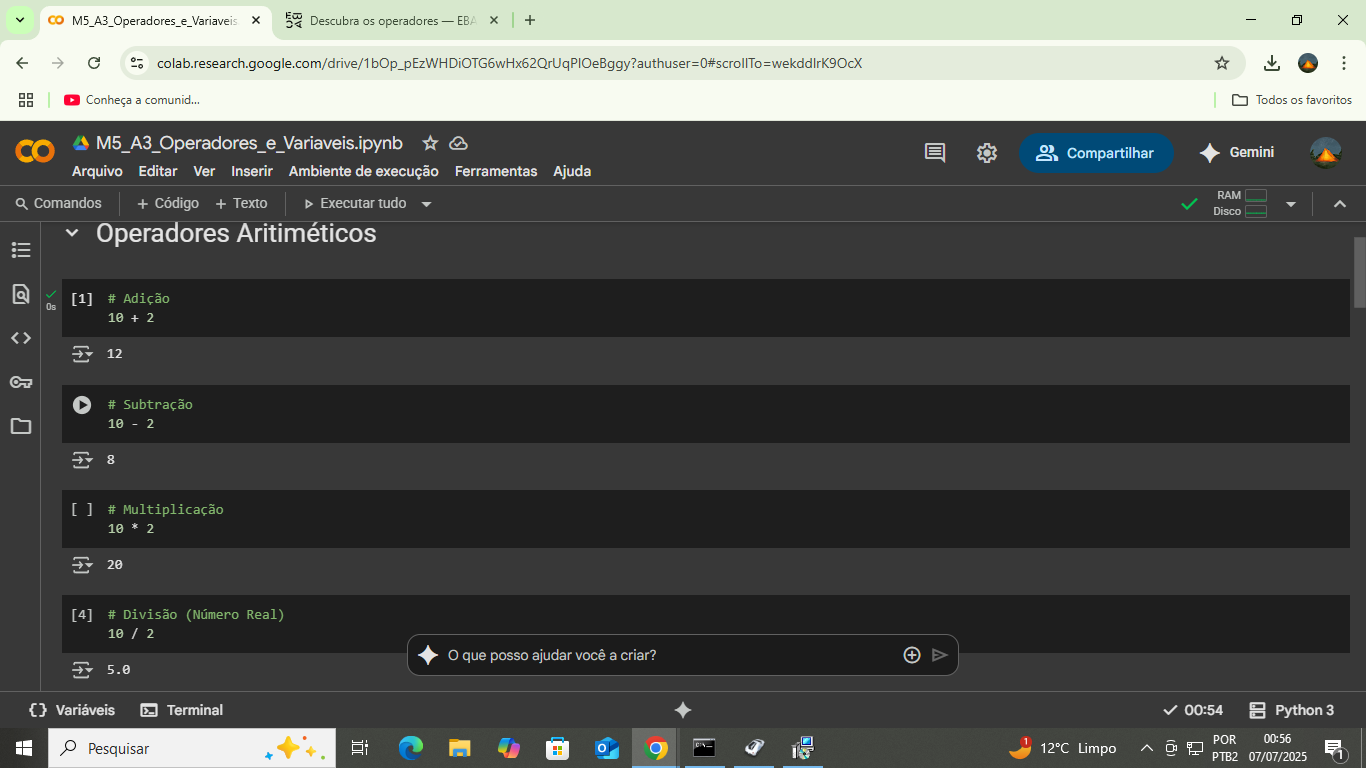 M5_A3_Operadores_e_Variaveis
Descubra os operadores — EBA
colab.research.google.com/drive/1bOp_pEzWHDiOTG6wHx62QrUqPlOeBggy?authuser=0#scrollTo=wekddlrK9OcX
Conheça a comunid...
Todos os favoritos
M5_A3_Operadores_e_Variaveis.ipynb
Arquivo Editar Ver Inserir Ambiente de execução Ferramentas Ajuda
Compartilhar
Gemini
Comandos + Código + Texto Executar tudo
RAM
Disco
Operadores Aritiméticos
[1] # Adição
0s
10 + 2
12
# Subtração
10 - 2
8
[ ] # Multiplicação
10 * 2
20
[4] # Divisão (Número Real)
10 / 2
5.0
O que posso ajudar você a criar?
Variáveis Terminal
00:54 Python 3
Pesquisar
12°C Limpo
1
POR
PTB2
00:56
07/07/2025
1